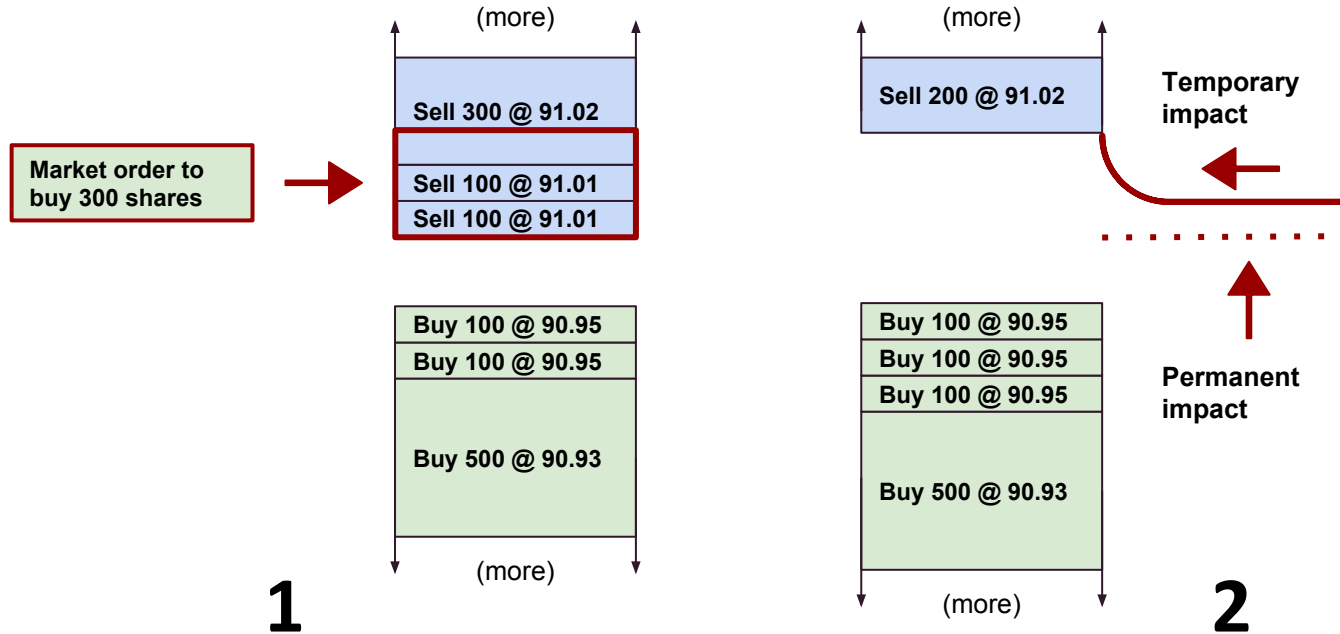 (more)
Sell 300 @ 91.02
Market order to
buy 300 shares
Sell 100 @ 91.01
Sell 100 @ 91.01
Buy 100 @ 90.95
Buy 100 @ 90.95
Buy 500 @ 90.93
(more)
1
(more)
Sell 200 @ 91.02
Temporary
impact
Buy 100 @ 90.95
Buy 100 @ 90.95
Buy 100 @ 90.95
Buy 500 @ 90.93
Permanent
impact
(more)
2